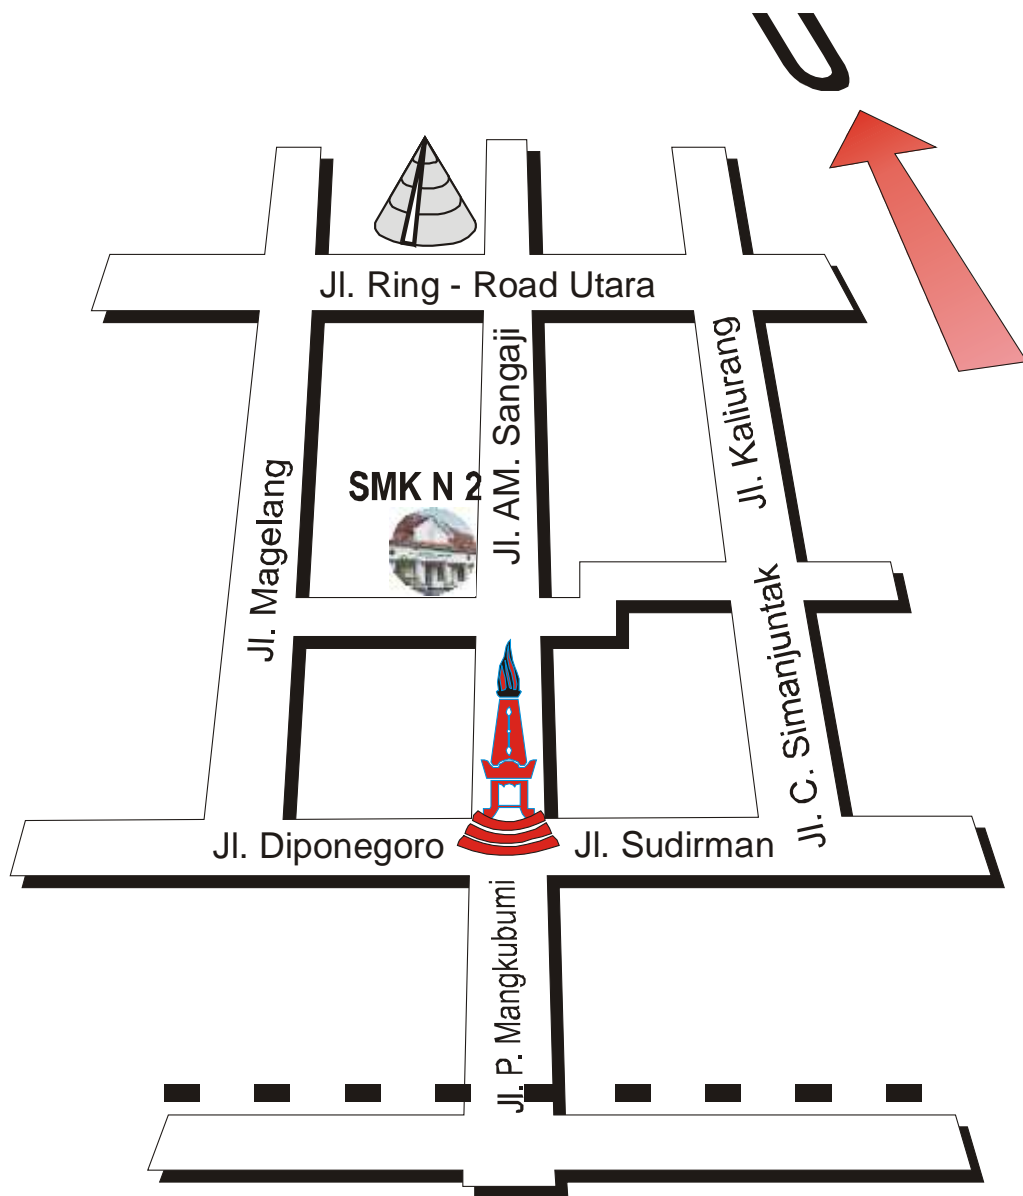 U
Jl. Ring - Road Utara
Jl. AM. Sangaji
Jl. Kaliurang
SMK N 2
Jl. Magelang
Jl. C. Simanjuntak
Jl. Diponegoro
Jl. Sudirman
Jl. P. Mangkubumi